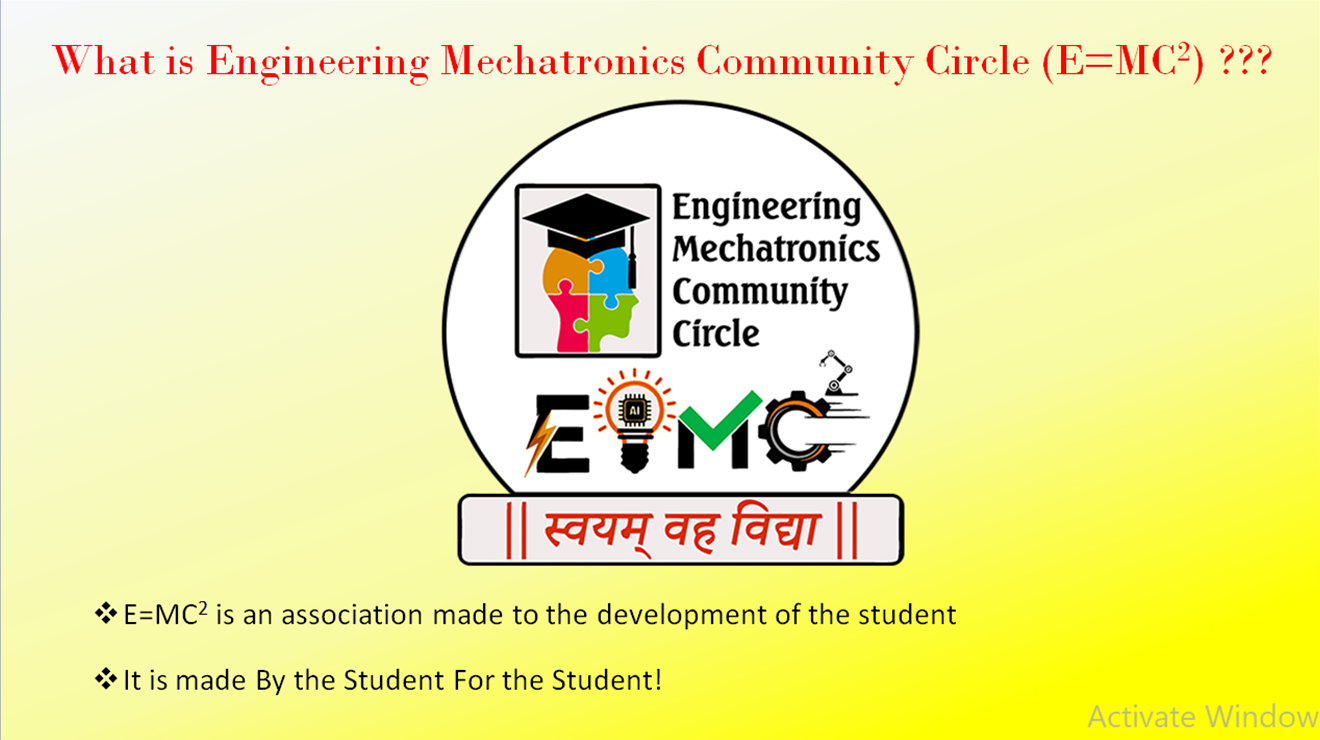 What is Engineering Mechatronics Community Circle (E=MC²) ???
Engineering
Mechatronics
Community
Circle
AI
E MC
|| स्वयम् वह विद्या ||
❖ E=MC² is an association made to the development of the student
❖ It is made By the Student For the Student!
Activate Window